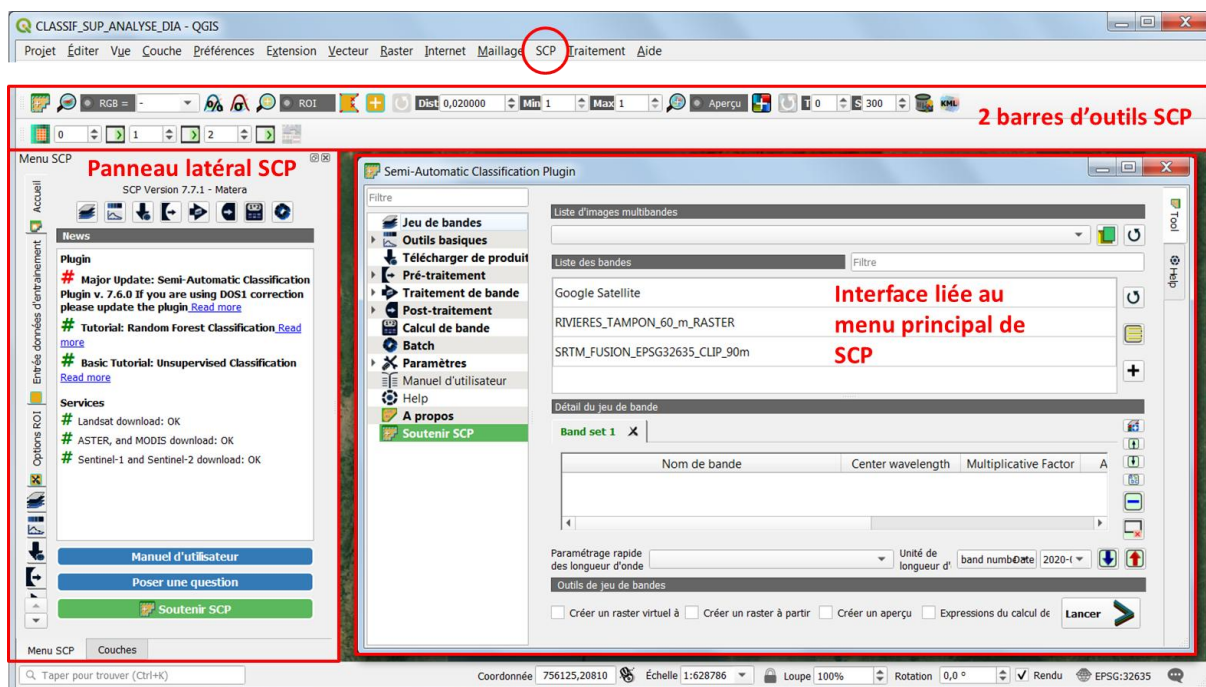 CLASSIF_SUP_ANALYSE_DIA - QGIS
Projet Éditer Vue Couche Préférences Extension Vecteur Raster Internet Maillage SCP Traitement Aide
RGB = - ROI Dist 0,020000 Min 1 Max 1 Aperçu T 0 S 300 KML
2 barres d'outils SCP
0 1 2
Menu SCP
Panneau latéral SCP
SCP Version 7.7.1 - Matera
Accueil
Entrée données d'entrainement
Options ROI
News
Plugin
# Major Update: Semi-Automatic Classification
Plugin v. 7.6.0 If you are using DOS1 correction
please update the plugin Read more
# Tutorial: Random Forest Classification Read
more
# Basic Tutorial: Unsupervised Classification
Read more
Services
# Landsat download: OK
# ASTER, and MODIS download: OK
# Sentinel-1 and Sentinel-2 download: OK
Manuel d'utilisateur
Poser une question
Soutenir SCP
Menu SCP Couches
Semi-Automatic Classification Plugin
Filtre
Jeu de bandes
Outils basiques
Télécharger de produit
Pré-traitement
Traitement de bande
Post-traitement
Calcul de bande
Batch
Paramètres
Manuel d'utilisateur
Help
A propos
Soutenir SCP
Liste d'images multibandes
Liste des bandes Filtre
Google Satellite
RIVIERES_TAMPON_60_m_RASTER
SRTM_FUSION_EPSG32635_CLIP_90m
Interface liée au
menu principal de
SCP
Tool
Help
Détail du jeu de bande
Band set 1 X
Nom de bande Center wavelength Multiplicative Factor A
Paramétrage rapide
des longueur d'onde
Unité de
longueur d'
band numb Date 2020-(
Outils de jeu de bandes
Créer un raster virtuel à Créer un raster à partir Créer un aperçu Expressions du calcul de Lancer
Taper pour trouver (Ctrl+K) Coordonnée 756125,20810 Échelle 1:628786 Loupe 100% Rotation 0,0 ° Rendu EPSG:32635